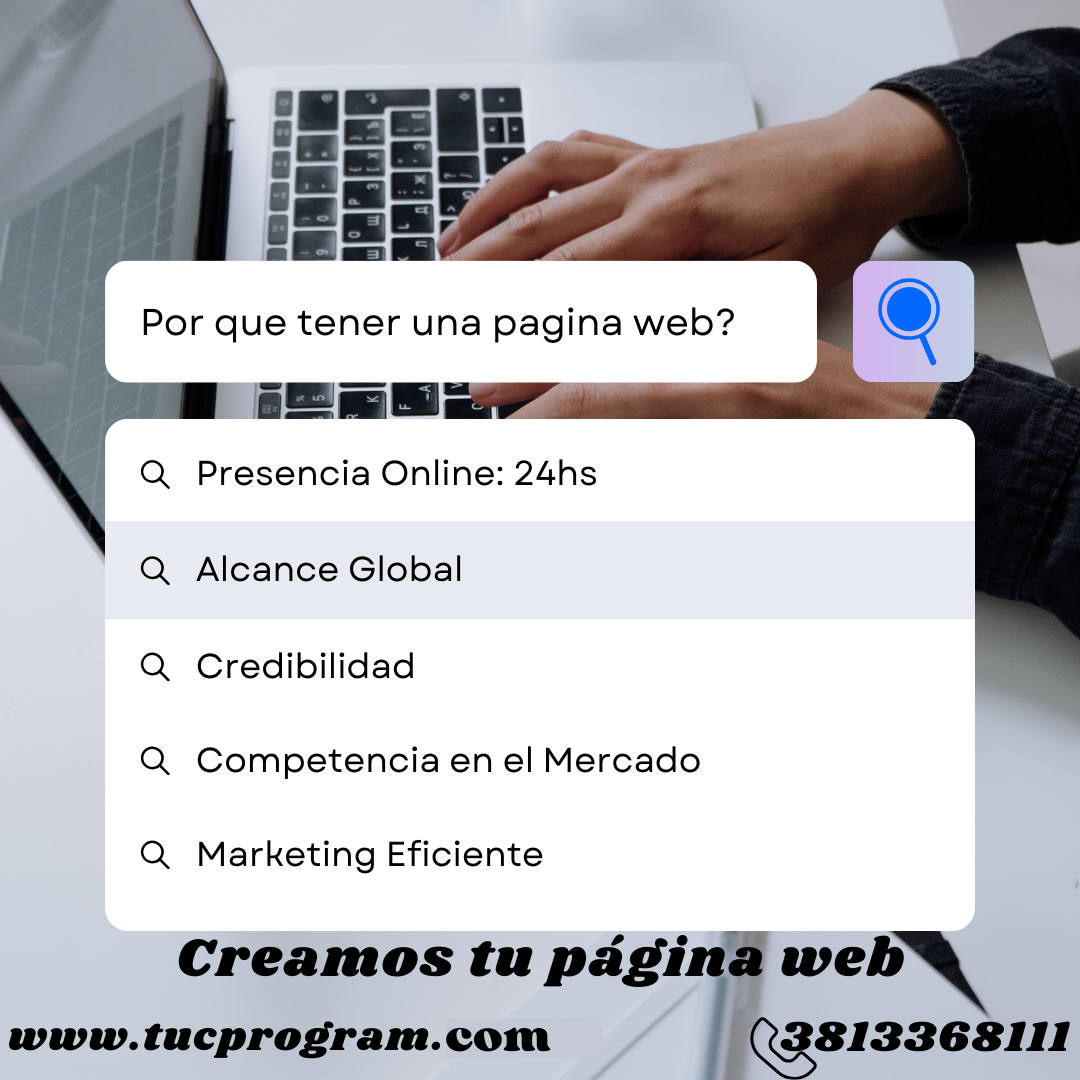 Por que tener una pagina web?
Presencia Online: 24hs
Alcance Global
Credibilidad
Competencia en el Mercado
Marketing Eficiente
Creamos tu página web
www.tucprogram.com
3813368111